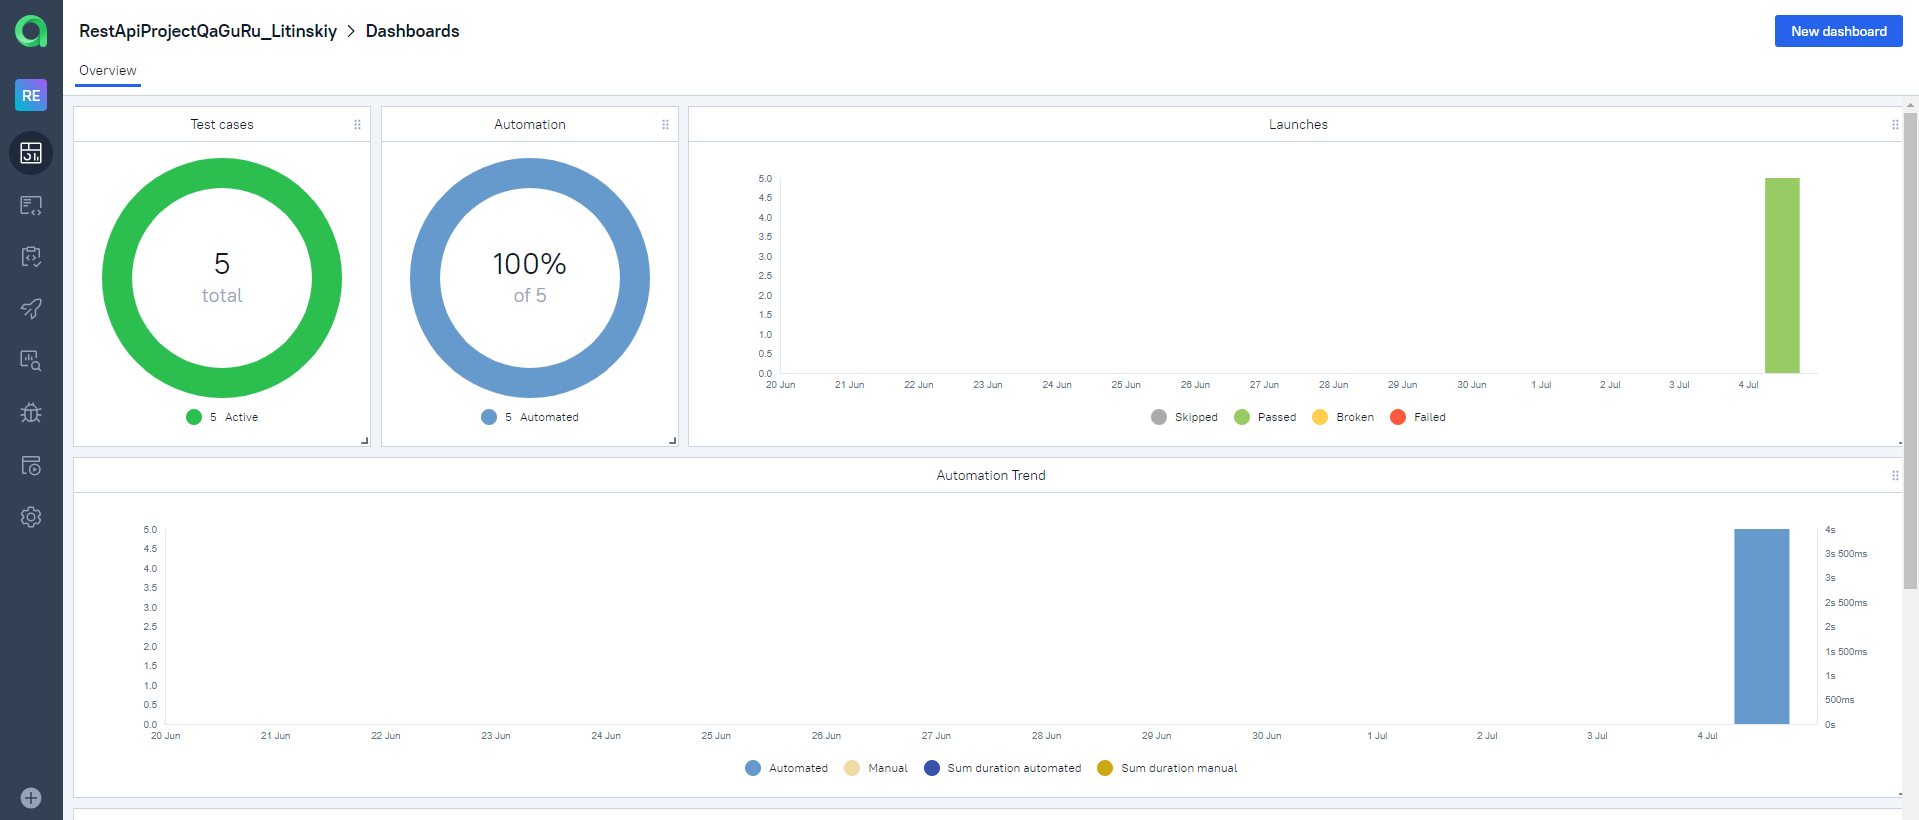 RestApiProjectQaGuRu_Litinskiy > Dashboards
New dashboard
Overview
RE
Test cases
5
total
5 Active
Automation
100%
of 5
5 Automated
Launches
5.0
4.5
4.0
3.5
3.0
2.5
2.0
1.5
1.0
0.5
0.0
20 Jun 21 Jun 22 Jun 23 Jun 24 Jun 25 Jun 26 Jun 27 Jun 28 Jun 29 Jun 30 Jun 1 Jul 2 Jul 3 Jul 4 Jul
Skipped Passed Broken Failed
Automation Trend
5.0
4.5
4.0
3.5
3.0
2.5
2.0
1.5
1.0
0.5
0.0
4s
3s 500ms
3s
2s 500ms
2s
1s 500ms
1s
500ms
0s
20 Jun 21 Jun 22 Jun 23 Jun 24 Jun 25 Jun 26 Jun 27 Jun 28 Jun 29 Jun 30 Jun 1 Jul 2 Jul 3 Jul 4 Jul
Automated Manual Sum duration automated Sum duration manual